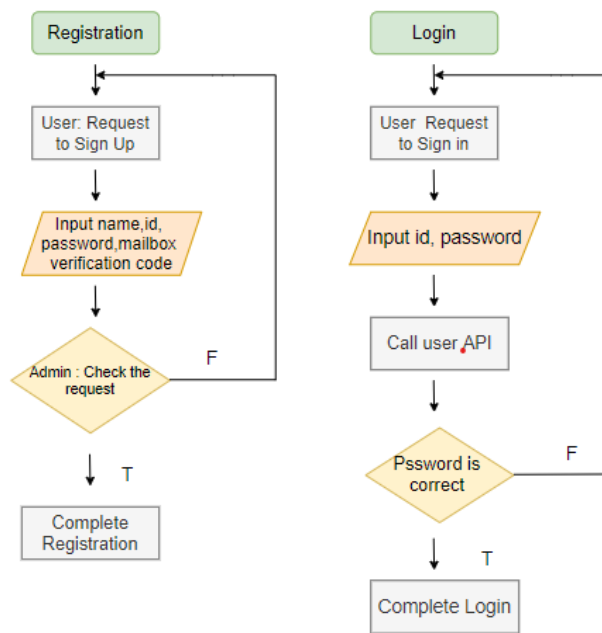 Registration
User: Request
to Sign Up
Input name,id,
password,mailbox
verification code
Admin : Check the
request
F
T
Complete
Registration
Login
User Request
to Sign in
Input id, password
Call user API
Pssword is
correct
F
T
Complete Login